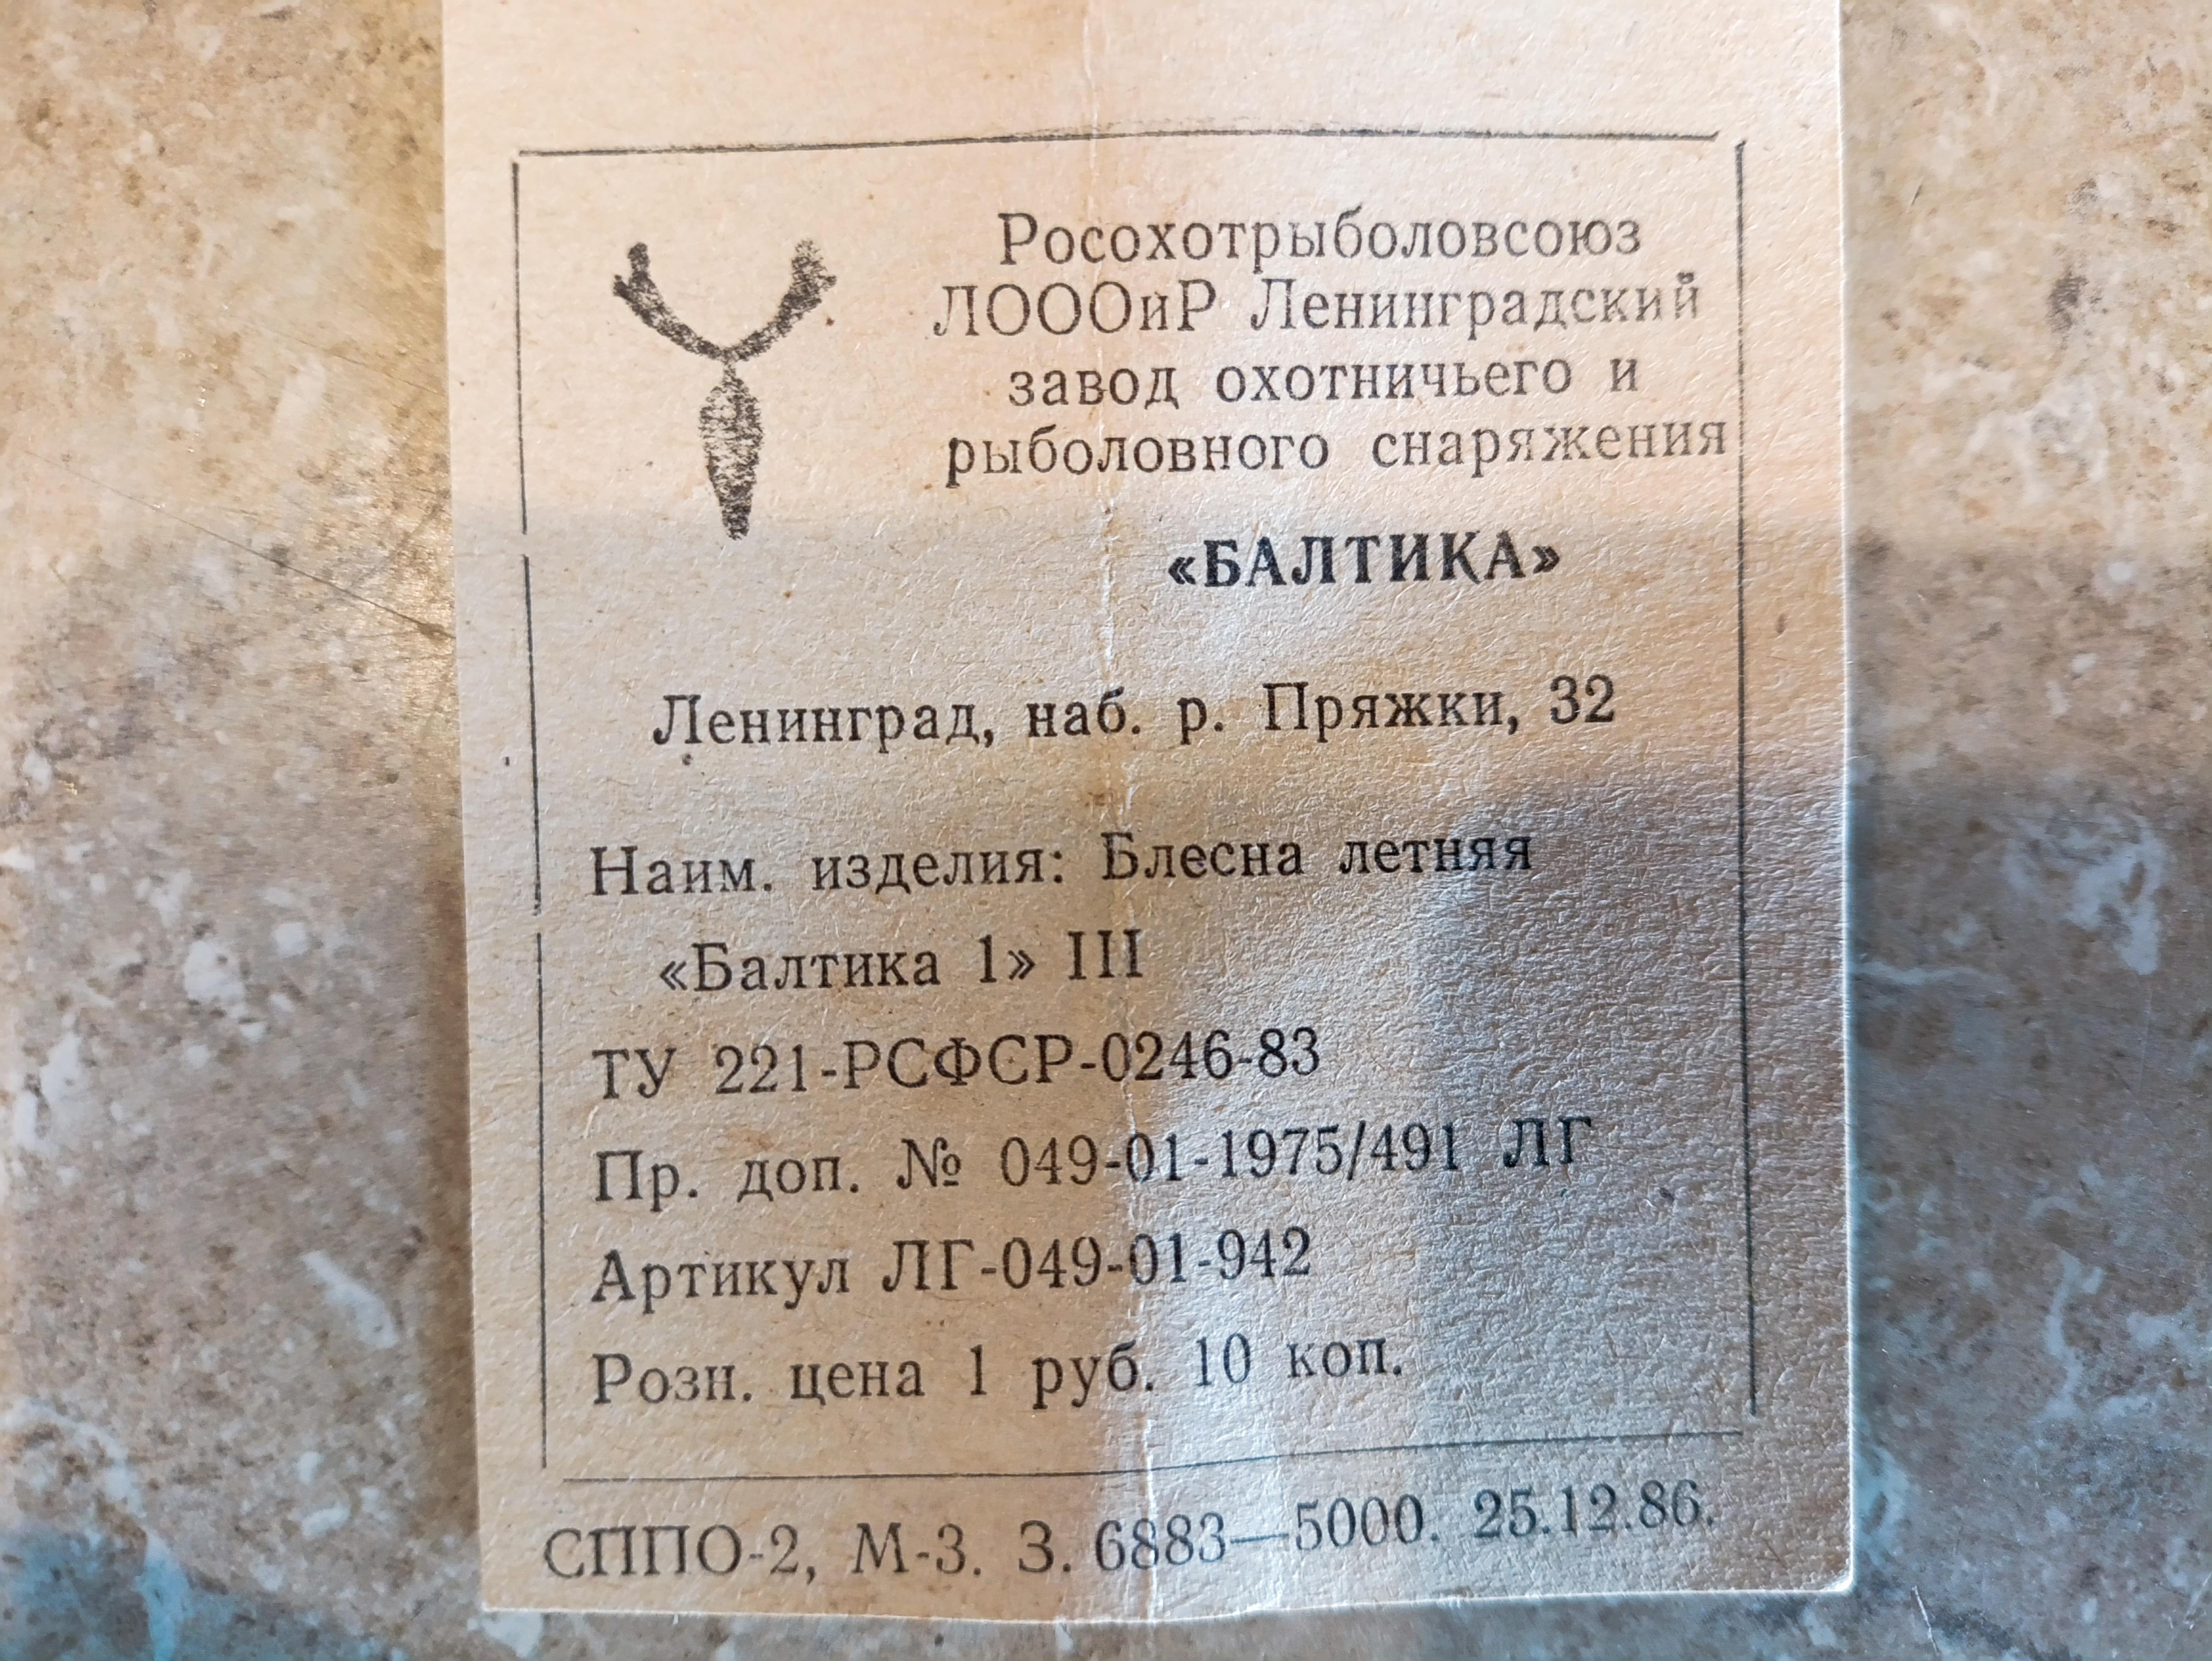 Росохотрыболовсоюз
ЛОООиР Ленинградский
завод охотничьего и
рыболовного снаряжения
«БАЛТИКА»
Ленинград, наб. р. Пряжки, 32
Наим. изделия: Блесна летняя
«Балтика 1» III
ТУ 221-РСФСР-0246-83
Пр. доп. № 049-01-1975/491 ЛГ
Артикул ЛГ-049-01-942
Розн. цена 1 руб. 10 коп.
СППО-2, М-3. З. 6883—5000. 25.12.86.